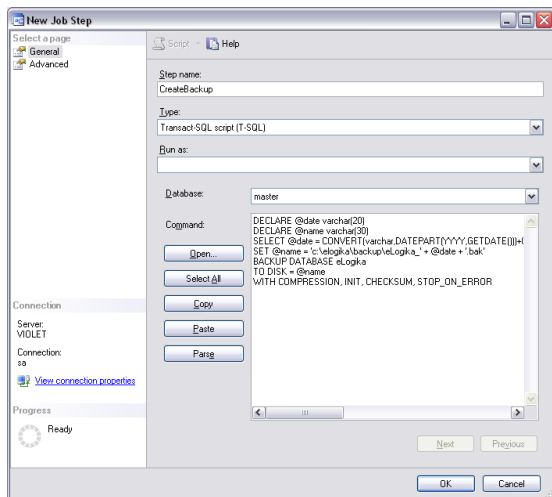 New Job Step
Select a page
General
Advanced
Script
Help
Step name:
CreateBackup
Type:
Transact-SQL script (T-SQL)
Run as:
Database:
master
Command:
DECLARE @date varchar(20)
DECLARE @name varchar(30)
SELECT @date = CONVERT(varchar,DATEPART(YYYY,GETDATE()))+(
SET @name = 'c:\elogika\backup\eLogika_' + @date + '.bak'
BACKUP DATABASE eLogika
TO DISK = @name
WITH COMPRESSION, INIT, CHECKSUM, STOP_ON_ERROR
Open...
Select All
Copy
Paste
Parse
Connection
Server:
VIOLET
Connection:
sa
View connection properties
Progress
Ready
Next
Previous
OK
Cancel